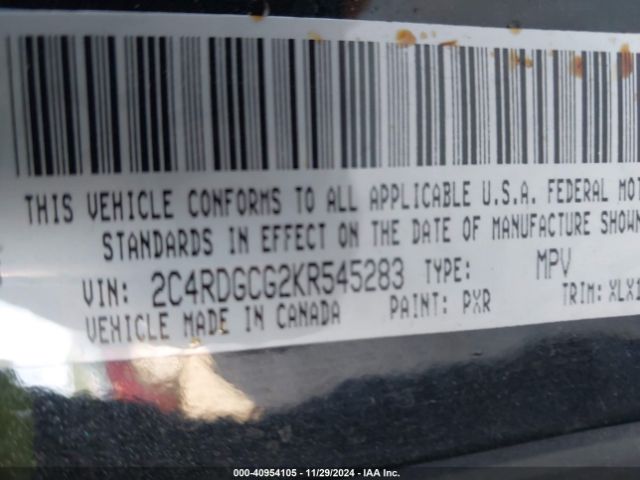 THIS VEHICLE CONFORMS TO ALL APPLICABLE U.S.A. FEDERAL MOT
STANDARDS IN EFFECT ON THE DATE OF MANUFACTURE SHOWN
VIN: 2C4RDGCG2KR545283 TYPE: MPV
VEHICLE MADE IN CANADA PAINT: PXR TRIM: XLX1
000-40954105 - 11/29/2024 - IAA Inc.